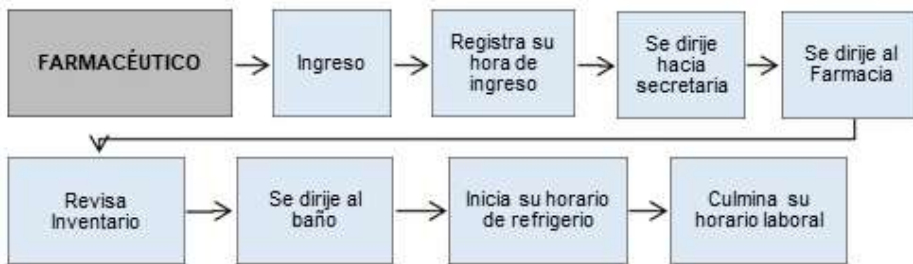 FARMACÉUTICO
Ingreso
Registra su
hora de
ingreso
Se dirije
hacia
secretaria
Se dirije al
Farmacia
Revisa
Inventario
Se dirije al
baño
Inicia su horario
de refrigerio
Culmina su
horario laboral